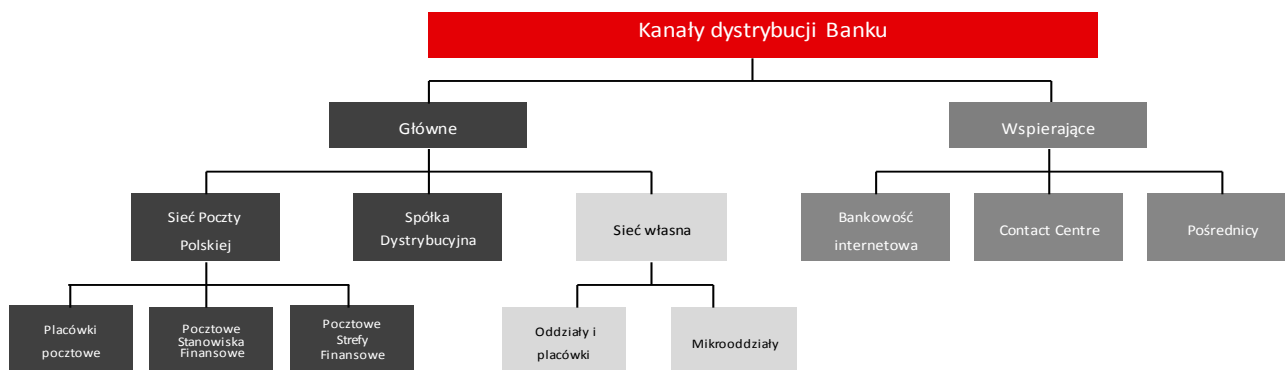 Kanały dystrybucji Banku
Główne
Wspierające
Sieć Poczty
Polskiej
Spółka
Dystrybucyjna
Sieć własna
Bankowość
internetowa
Contact Centre
Pośrednicy
Placówki
pocztowe
Pocztowe
Stanowiska
Finansowe
Pocztowe
Strefy
Finansowe
Oddziały i
placówki
Mikrooddziały